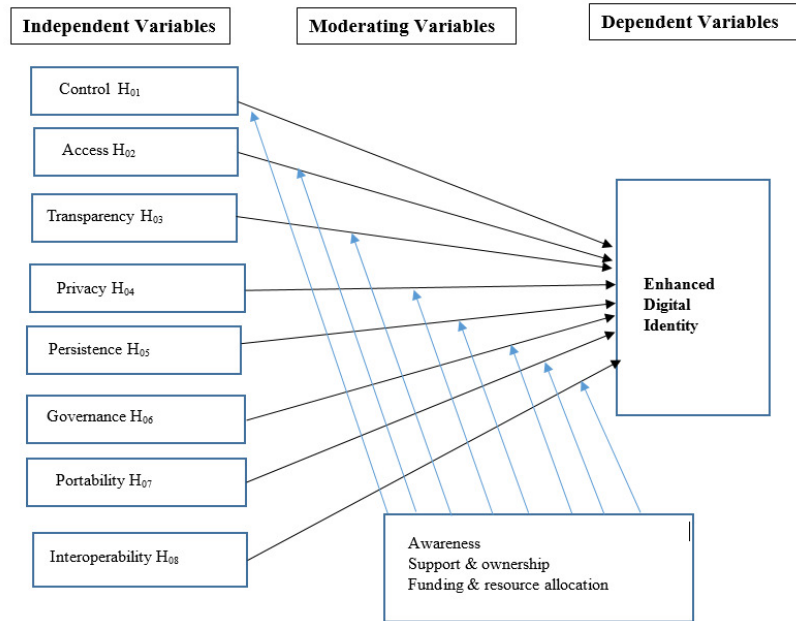 Independent Variables
Moderating Variables
Dependent Variables
Control H₀₁
Access H₀₂
Transparency H₀₃
Privacy H₀₄
Persistence H₀₅
Governance H₀₆
Portability H₀₇
Interoperability H₀₈
Enhanced
Digital
Identity
Awareness
Support & ownership
Funding & resource allocation